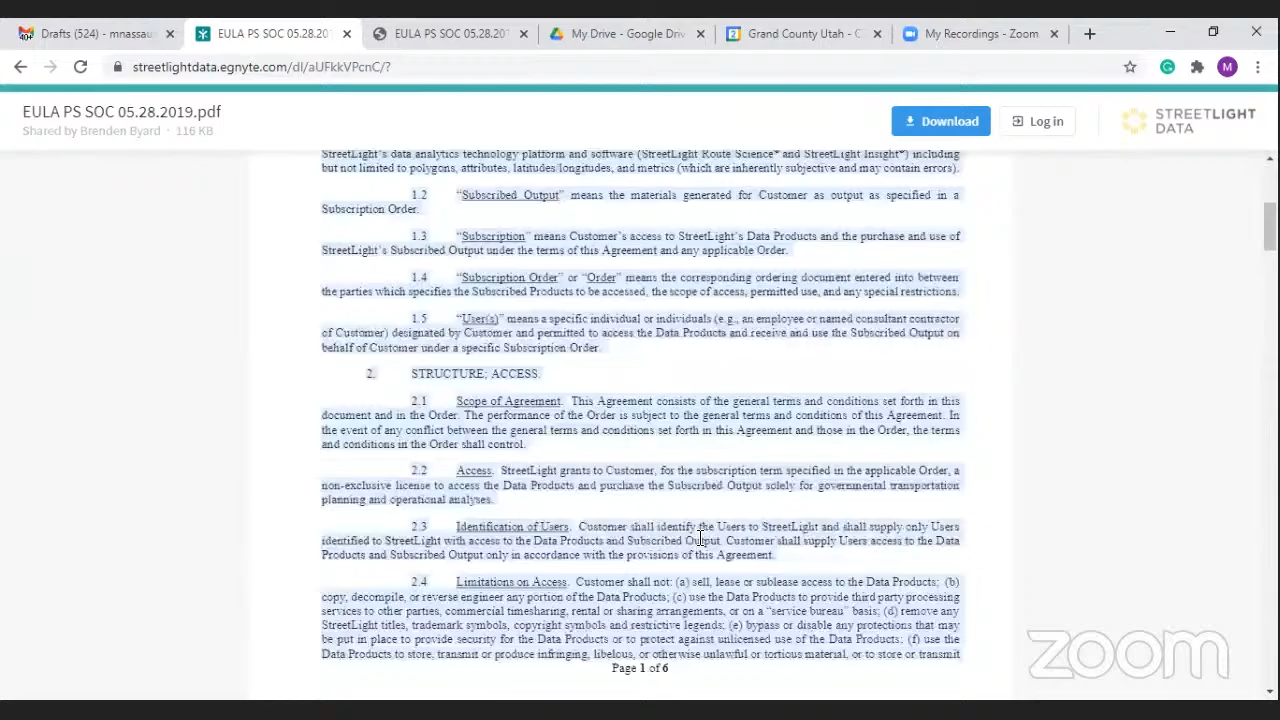 40+ Drafts (524) - mnassau × EULA PS SOC 05.28.20 × EULA PS SOC 05.28.201 × My Drive - Google Driv × 2 Grand County Utah - C × My Recordings - Zoom ×
streetlightdata.egnyte.com/dl/aUFkkVPcnC/? M
EULA PS SOC 05.28.2019.pdf
Shared by Brenden Byard · 116 KB
Download
Log in
STREETLIGHT
DATA
StreetLight's data analytics technology platform and software (StreetLight Route Science® and StreetLight Insight®) including
but not limited to polygons, attributes, latitudes/longitudes, and metrics (which are inherently subjective and may contain errors).
1.2 “Subscribed Output” means the materials generated for Customer as output as specified in a
Subscription Order.
1.3 “Subscription” means Customer's access to StreetLight's Data Products and the purchase and use of
StreetLight's Subscribed Output under the terms of this Agreement and any applicable Order.
1.4 “Subscription Order” or “Order” means the corresponding ordering document entered into between
the parties which specifies the Subscribed Products to be accessed, the scope of access, permitted use, and any special restrictions.
1.5 “User(s)” means a specific individual or individuals (e.g., an employee or named consultant contractor
of Customer) designated by Customer and permitted to access the Data Products and receive and use the Subscribed Output on
behalf of Customer under a specific Subscription Order.
2. STRUCTURE; ACCESS.
2.1 Scope of Agreement. This Agreement consists of the general terms and conditions set forth in this
document and in the Order. The performance of the Order is subject to the general terms and conditions of this Agreement. In
the event of any conflict between the general terms and conditions set forth in this Agreement and those in the Order, the terms
and conditions in the Order shall control.
2.2 Access. StreetLight grants to Customer, for the subscription term specified in the applicable Order, a
non-exclusive license to access the Data Products and purchase the Subscribed Output solely for governmental transportation
planning and operational analyses.
2.3 Identification of Users. Customer shall identify the Users to StreetLight and shall supply only Users
identified to StreetLight with access to the Data Products and Subscribed Output. Customer shall supply Users access to the Data
Products and Subscribed Output only in accordance with the provisions of this Agreement.
2.4 Limitations on Access. Customer shall not: (a) sell, lease or sublease access to the Data Products; (b)
copy, decompile, or reverse engineer any portion of the Data Products; (c) use the Data Products to provide third party processing
services to other parties, commercial timesharing, rental or sharing arrangements, or on a “service bureau” basis; (d) remove any
StreetLight titles, trademark symbols, copyright symbols and restrictive legends; (e) bypass or disable any protections that may
be put in place to provide security for the Data Products or to protect against unlicensed use of the Data Products; (f) use the
Data Products to store, transmit or produce infringing, libelous, or otherwise unlawful or tortious material, or to store or transmit
Page 1 of 6
zoom